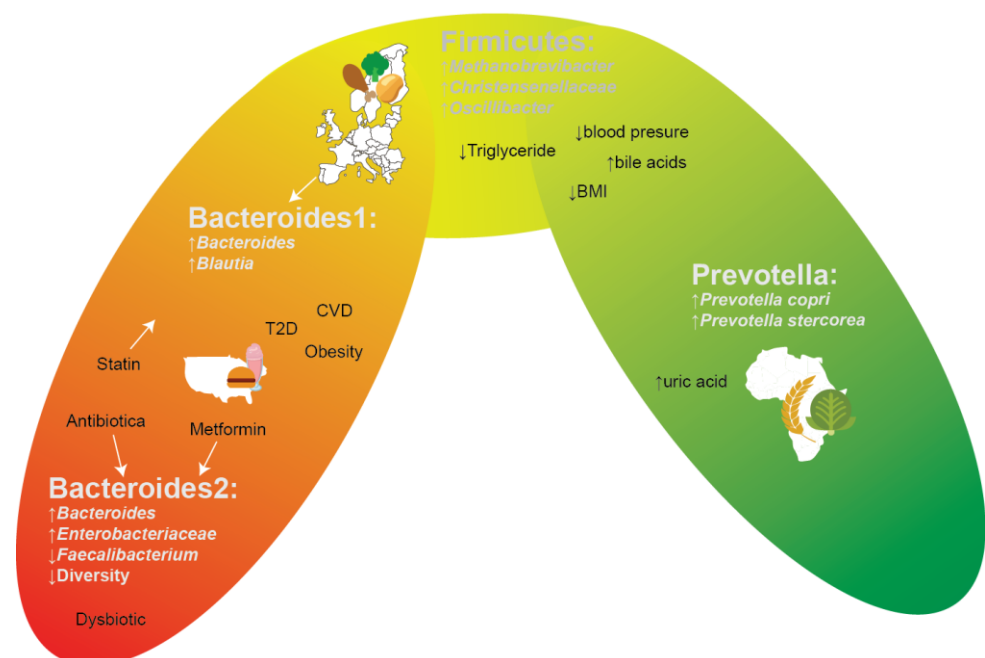 Firmicutes:
↑Methanobrevibacter
↑Christensenellaceae
↑Oscillibacter
↓Triglyceride
↓blood presure
↑bile acids
↓BMI
Bacteroides1:
↑Bacteroides
↑Blautia
CVD
T2D
Obesity
Statin
Antibiotica
Metformin
Bacteroides2:
↑Bacteroides
↑Enterobacteriaceae
↓Faecalibacterium
↓Diversity
Dysbiotic
Prevotella:
↑Prevotella copri
↑Prevotella stercorea
↑uric acid